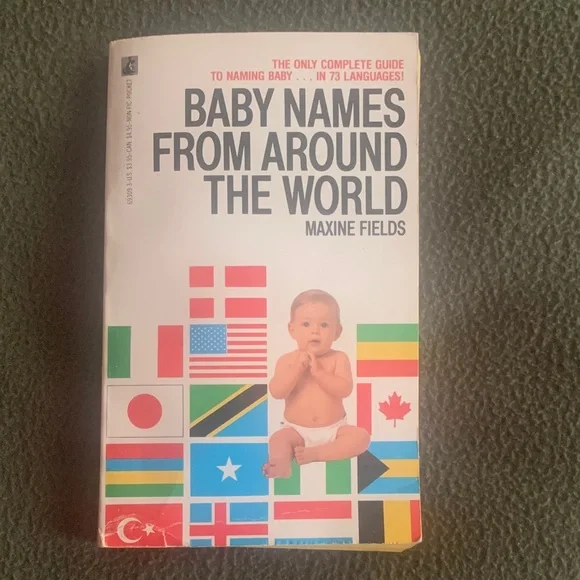 THE ONLY COMPLETE GUIDE
TO NAMING BABY . . . IN 73 LANGUAGES!
BABY NAMES
FROM AROUND
THE WORLD
MAXINE FIELDS